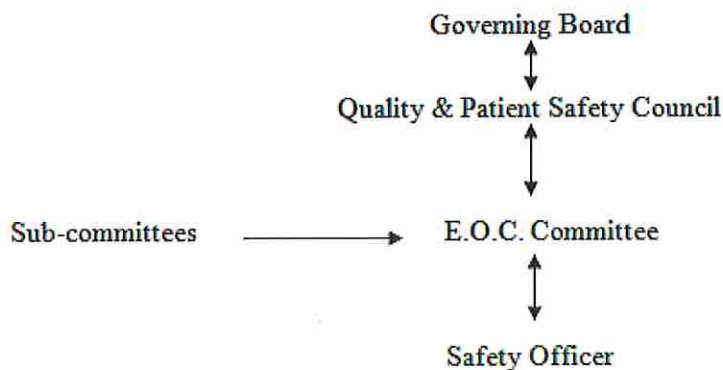 Governing Board
Quality & Patient Safety Council
Sub-committees
E.O.C. Committee
Safety Officer